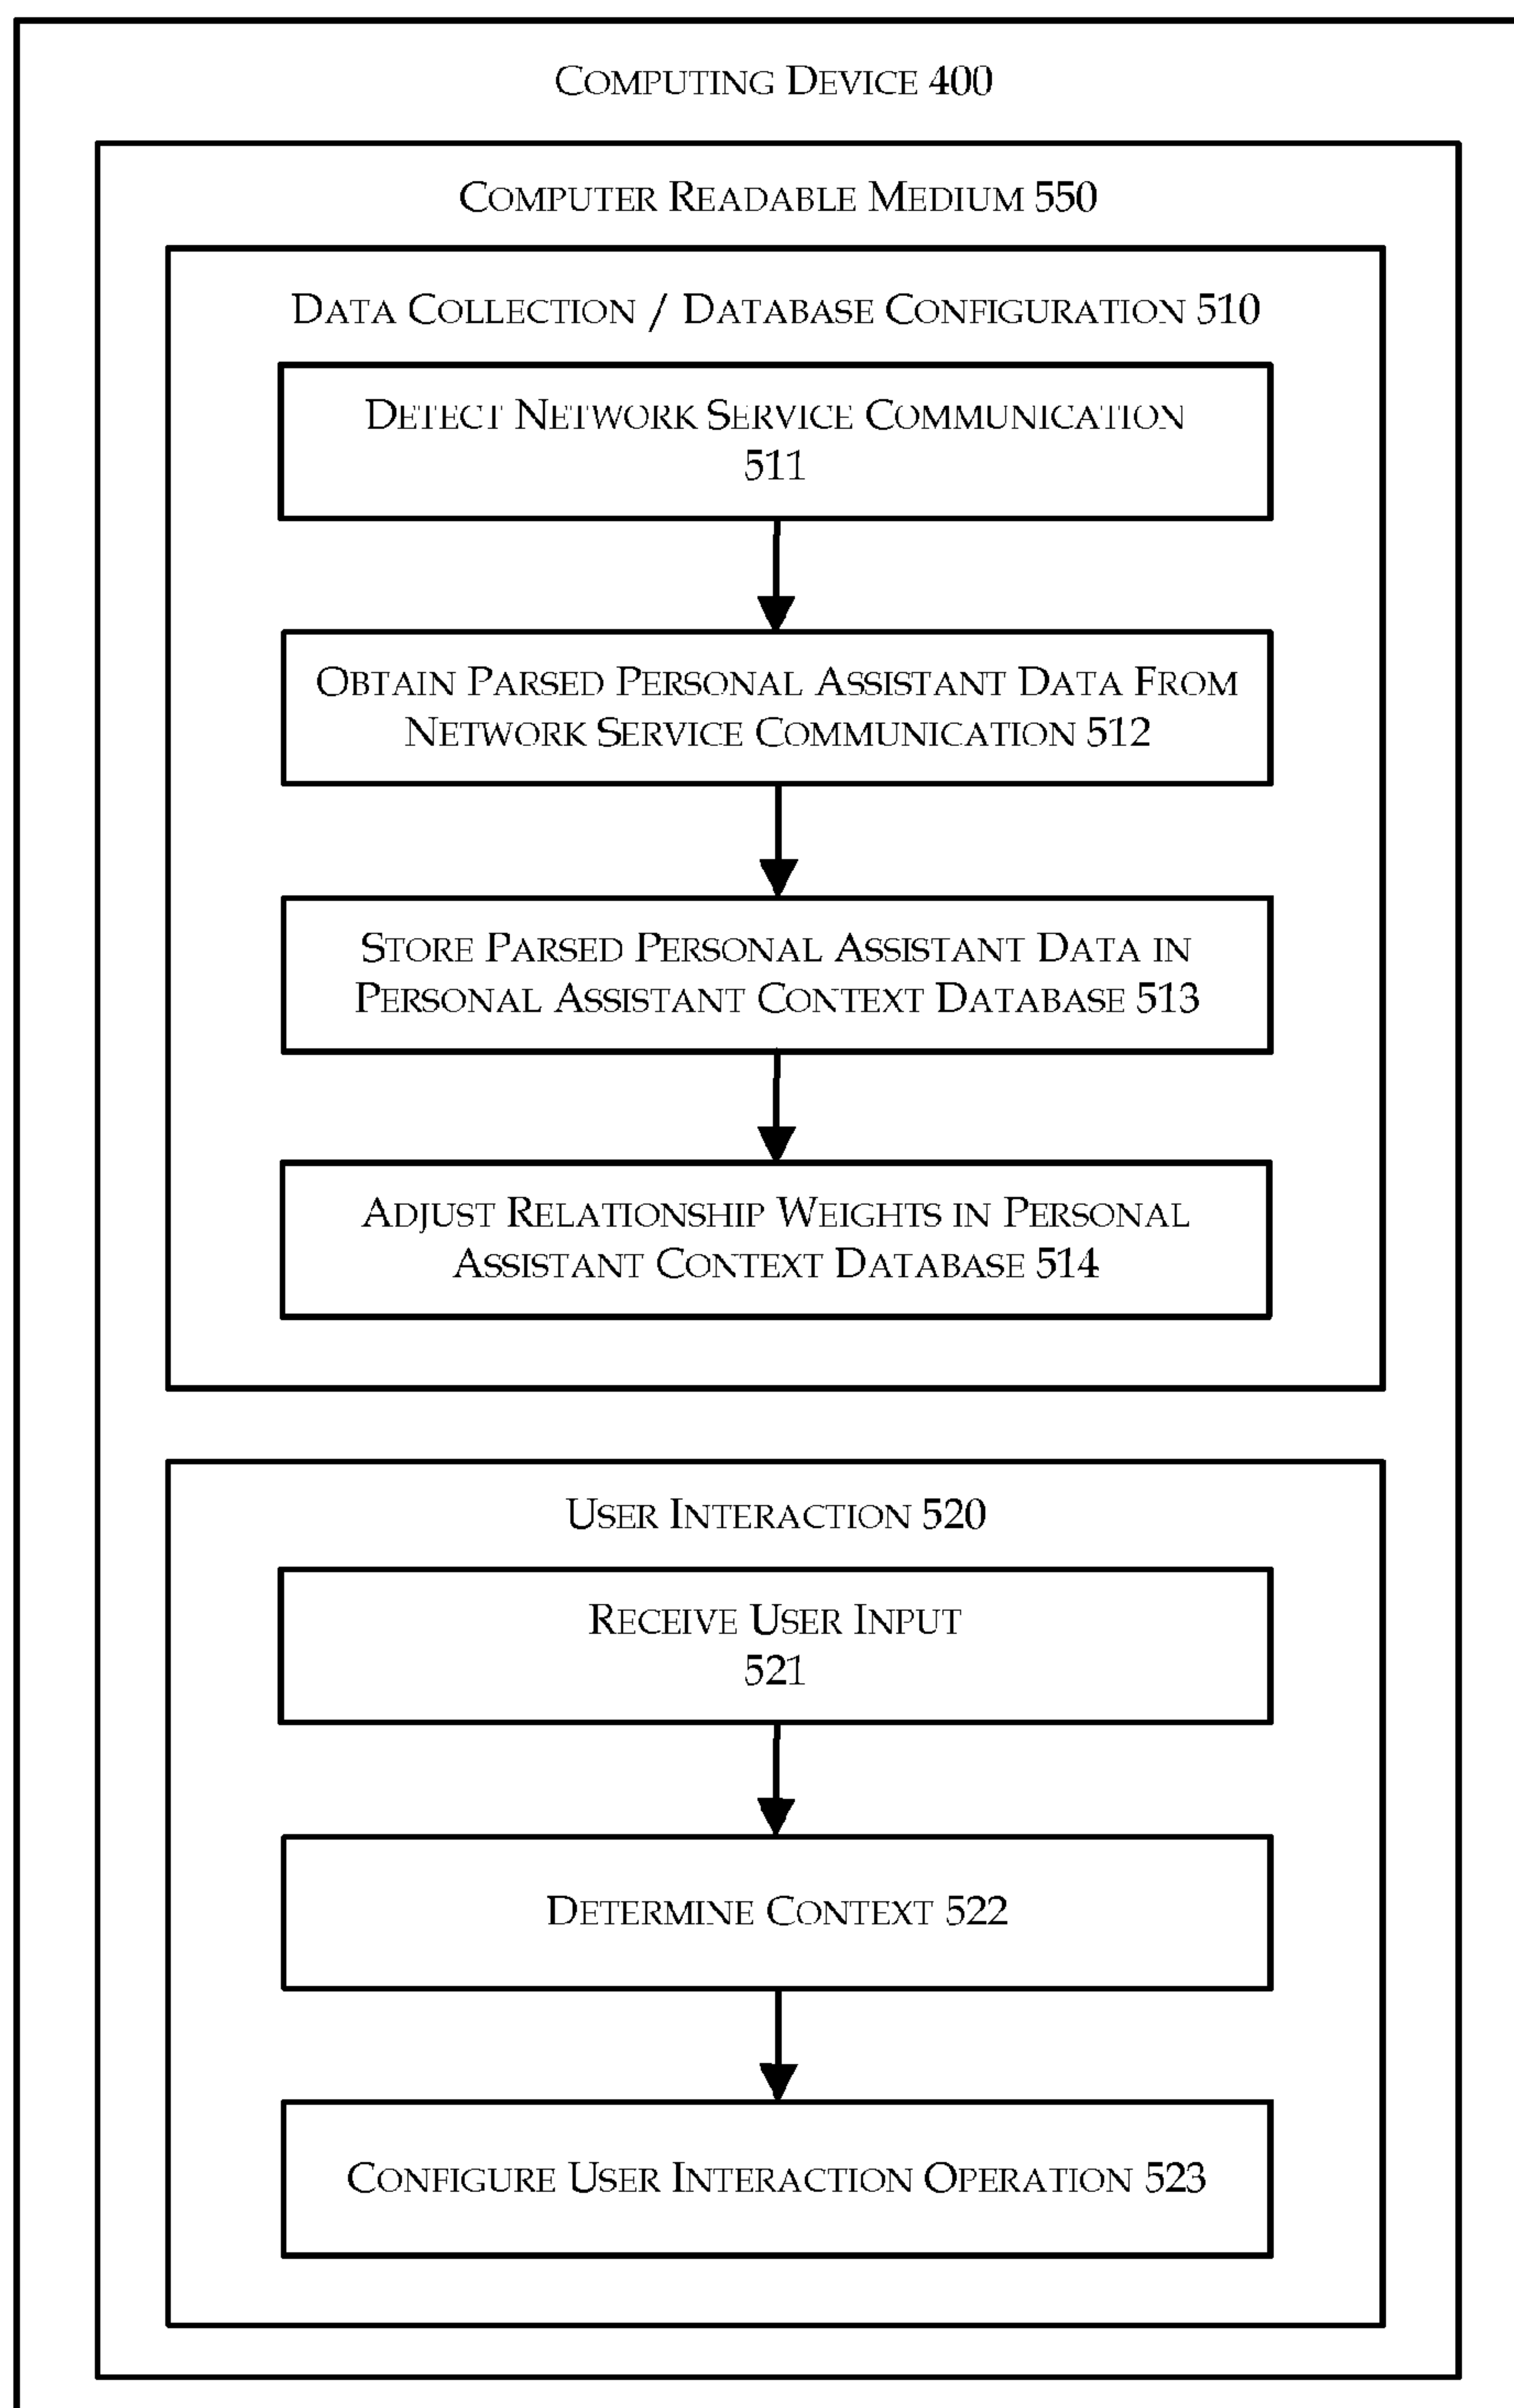 COMPUTING DEVICE 400
COMPUTER READABLE MEDIUM 550
DATA COLLECTION / DATABASE CONFIGURATION 510
DETECT NETWORK SERVICE COMMUNICATION
511
OBTAIN PARSED PERSONAL ASSISTANT DATA FROM
NETWORK SERVICE COMMUNICATION 512
STORE PARSED PERSONAL ASSISTANT DATA IN
PERSONAL ASSISTANT CONTEXT DATABASE 513
ADJUST RELATIONSHIP WEIGHTS IN PERSONAL
ASSISTANT CONTEXT DATABASE 514
USER INTERACTION 520
RECEIVE USER INPUT
521
DETERMINE CONTEXT 522
CONFIGURE USER INTERACTION OPERATION 523